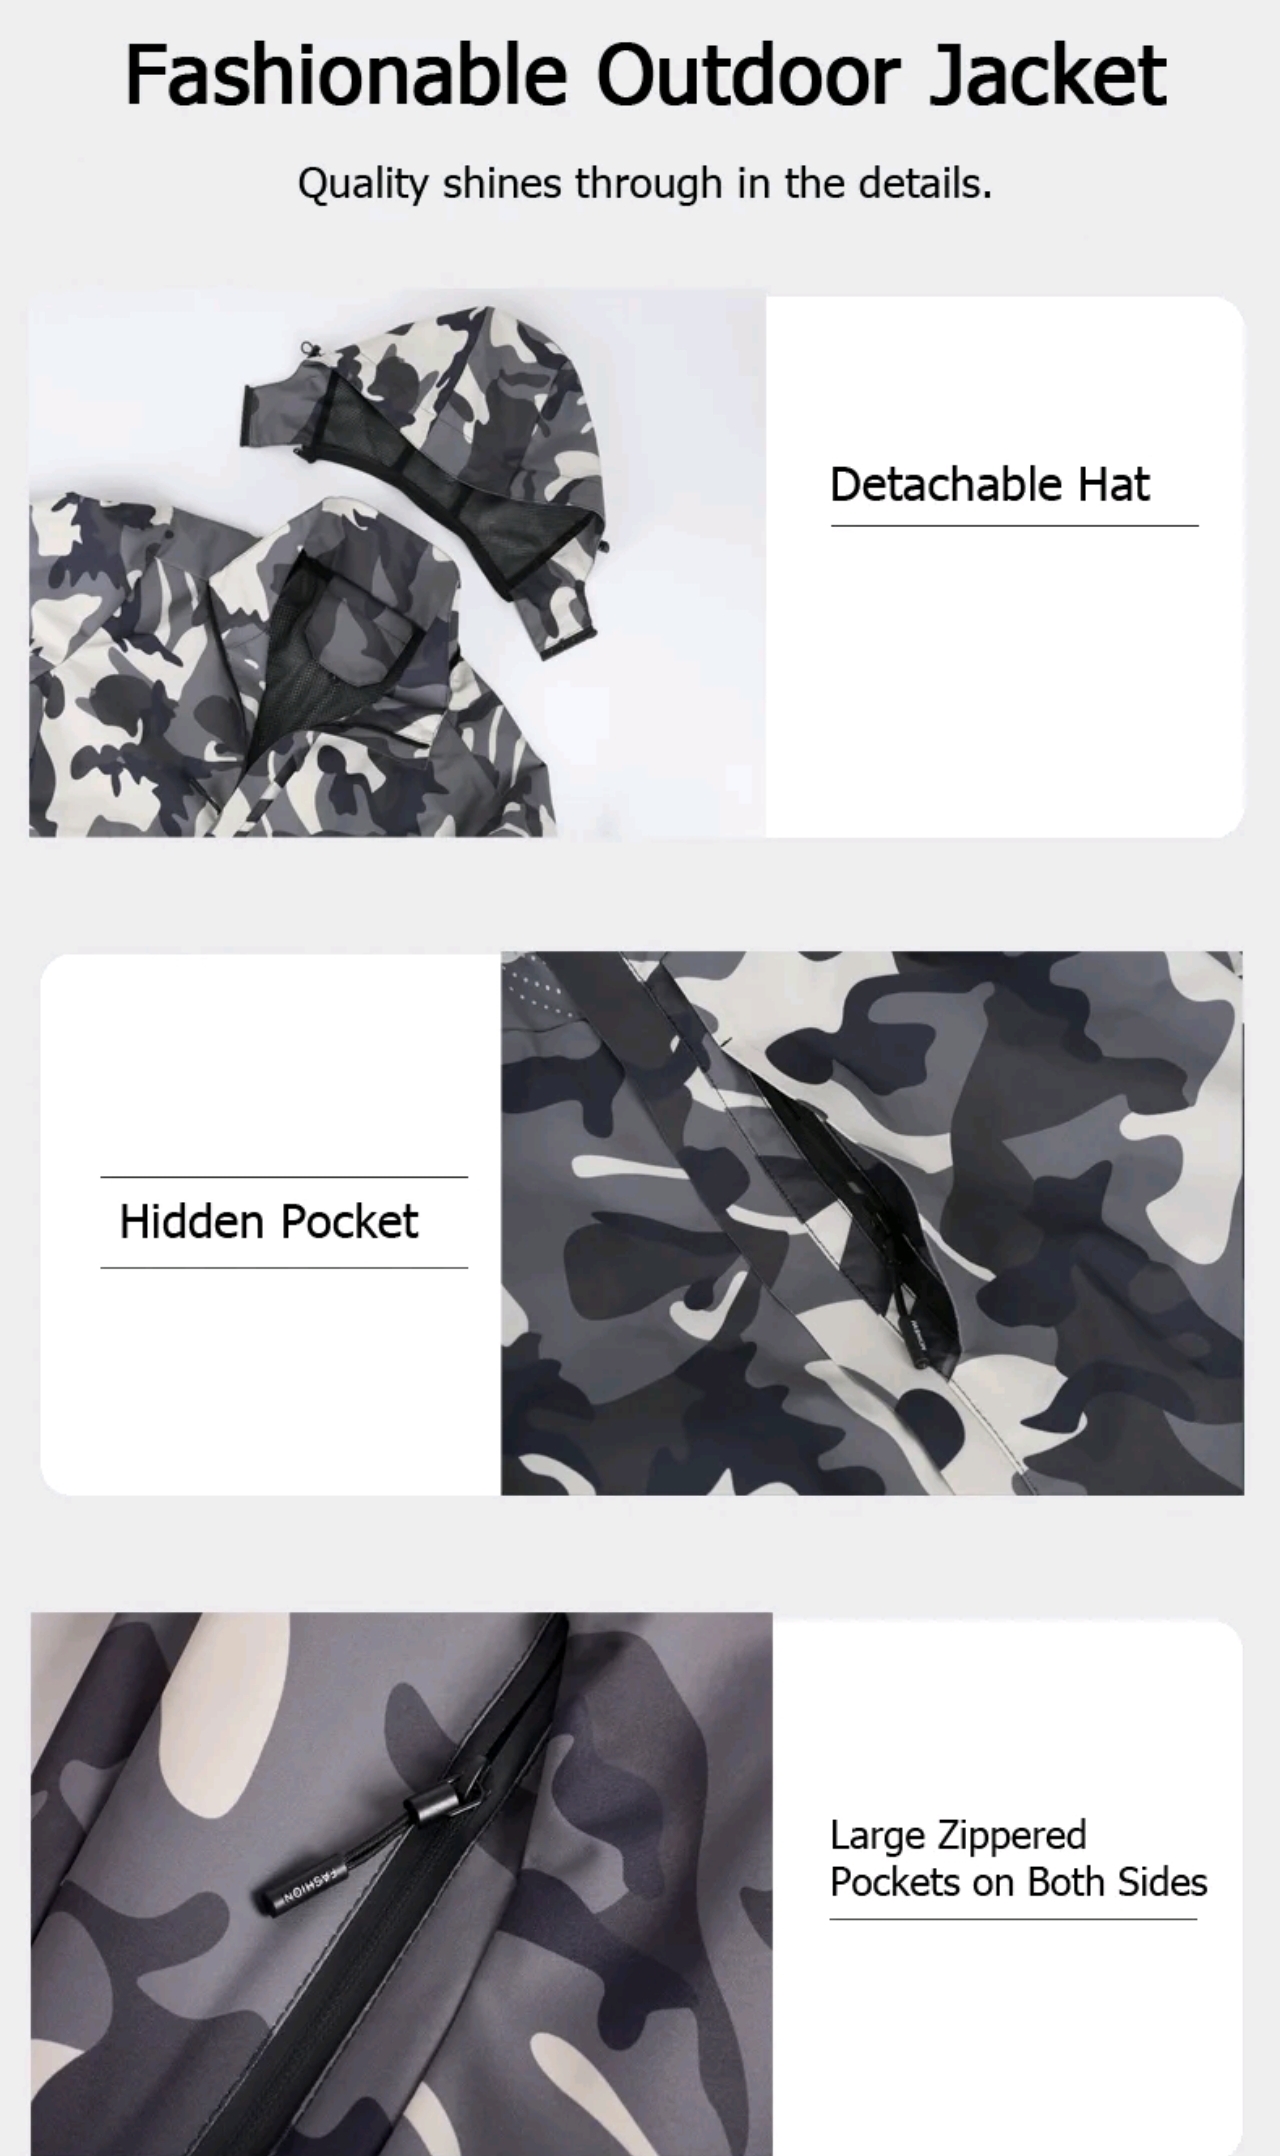 Fashionable Outdoor Jacket
Quality shines through in the details.
Detachable Hat
Hidden Pocket
Large Zippered
Pockets on Both Sides
FASHION